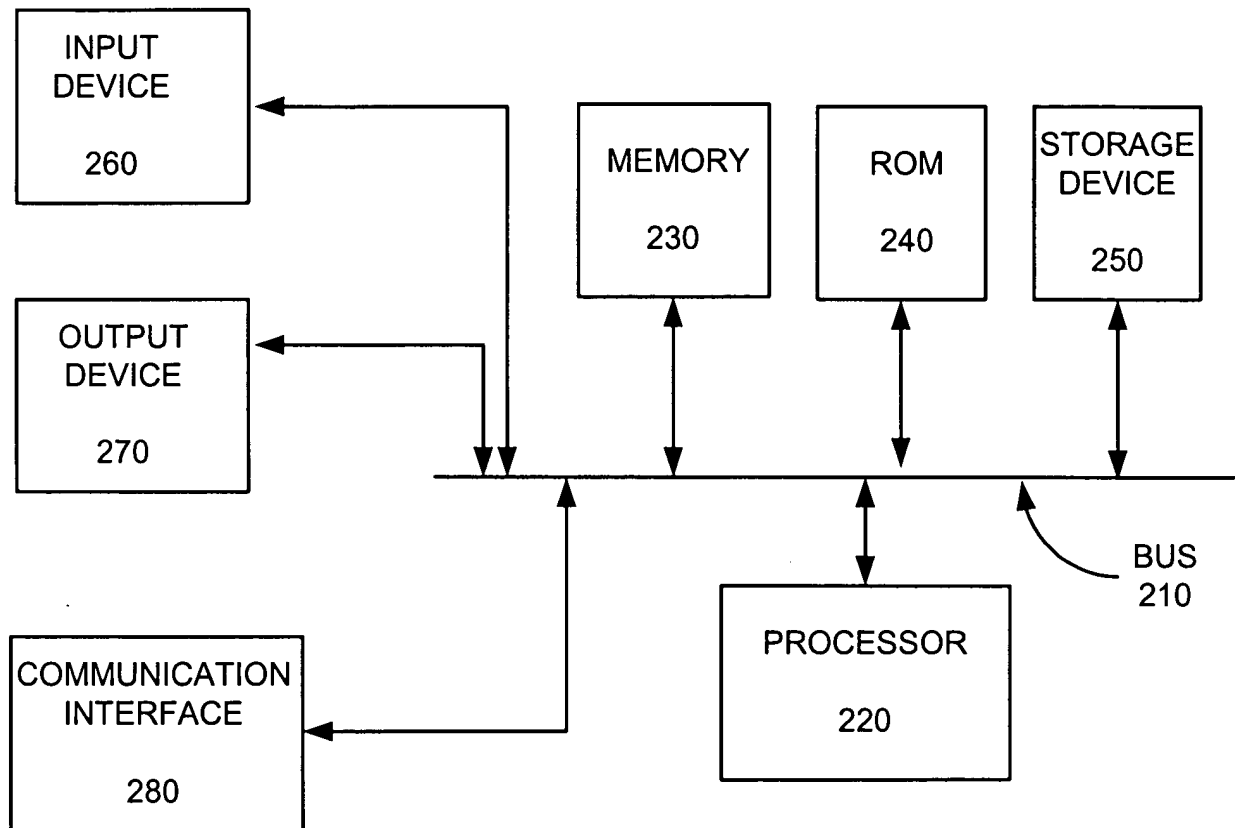 INPUT
DEVICE
260
MEMORY
230
ROM
240
STORAGE
DEVICE
250
OUTPUT
DEVICE
270
BUS
210
COMMUNICATION
INTERFACE
280
PROCESSOR
220